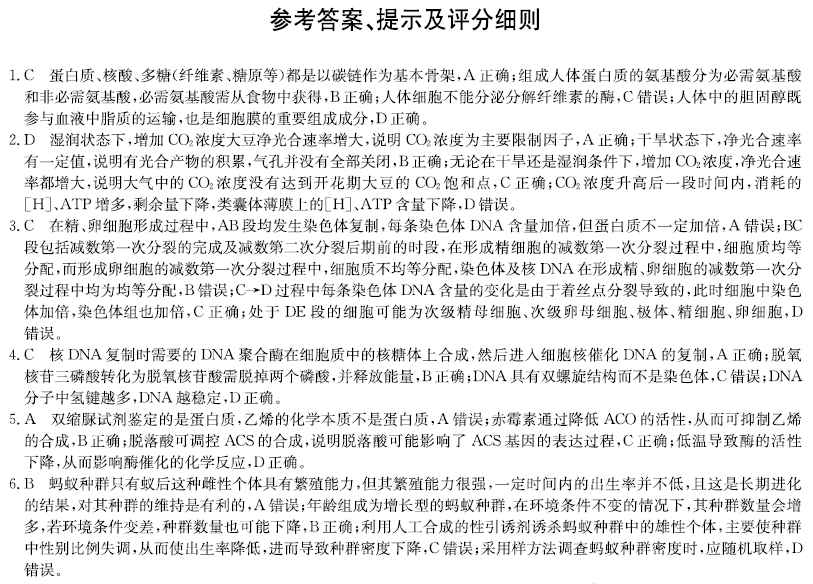 参考答案、提示及评分细则
1. C 蛋白质、核酸、多糖(纤维素、糖原等)都是以碳链作为基本骨架,A 正确;组成人体蛋白质的氨基酸分为必需氨基酸
和非必需氨基酸,必需氨基酸需从食物中获得,B 正确;人体细胞不能分泌分解纤维素的酶,C 错误;人体中的胆固醇既
参与血液中脂质的运输,也是细胞膜的重要组成成分,D 正确。
2. D 湿润状态下,增加 CO₂ 浓度大豆净光合速率增大,说明 CO₂ 浓度为主要限制因子,A 正确;干旱状态下,净光合速率
有一定值,说明有光合产物的积累,气孔并没有全部关闭,B 正确;无论在干旱还是湿润条件下,增加 CO₂ 浓度,净光合速
率都增大,说明大气中的 CO₂ 浓度没有达到开花期大豆的 CO₂ 饱和点,C 正确;CO₂ 浓度升高后一段时间内,消耗的
[H]、ATP 增多,剩余量下降,类囊体薄膜上的[H]、ATP 含量下降,D 错误。
3. C 在精、卵细胞形成过程中,AB 段均发生染色体复制,每条染色体 DNA 含量加倍,但蛋白质不一定加倍,A 错误;BC
段包括减数第一次分裂的完成及减数第二次分裂后期前的时段,在形成精细胞的减数第一次分裂过程中,细胞质均等
分配,而形成卵细胞的减数第一次分裂过程中,细胞质不均等分配,染色体及核 DNA 在形成精、卵细胞的减数第一次分
裂过程中均为均等分配,B 错误;C→D 过程中每条染色体 DNA 含量的变化是由于着丝点分裂导致的,此时细胞中染色
体加倍,染色体组也加倍,C 正确;处于 DE 段的细胞可能为次级精母细胞、次级卵母细胞、极体、精细胞、卵细胞,D
错误。
4. C 核 DNA 复制时需要的 DNA 聚合酶在细胞质中的核糖体上合成,然后进入细胞核催化 DNA 的复制,A 正确;脱氧
核苷三磷酸转化为脱氧核苷酸需脱掉两个磷酸,并释放能量,B 正确;DNA 具有双螺旋结构而不是染色体,C 错误;DNA
分子中氢键越多,DNA 越稳定,D 正确。
5. A 双缩脲试剂鉴定的是蛋白质,乙烯的化学本质不是蛋白质,A 错误;赤霉素通过降低 ACO 的活性,从而可抑制乙烯
的合成,B 正确;脱落酸可调控 ACS 的合成,说明脱落酸可能影响了 ACS 基因的表达过程,C 正确;低温导致酶的活性
下降,从而影响酶催化的化学反应,D 正确。
6. B 蚂蚁种群只有蚁后这种雌性个体具有繁殖能力,但其繁殖能力很强,一定时间内的出生率并不低,且这是长期进化
的结果,对其种群的维持是有利的,A 错误;年龄组成为增长型的蚂蚁种群,在环境条件不变的情况下,其种群数量会增
多,若环境条件变差,种群数量也可能下降,B 正确;利用人工合成的性引诱剂诱杀蚂蚁种群中的雄性个体,主要使种群
中性别比例失调,从而使出生率降低,进而导致种群密度下降,C 错误;采用样方法调查蚂蚁种群密度时,应随机取样,D
错误。